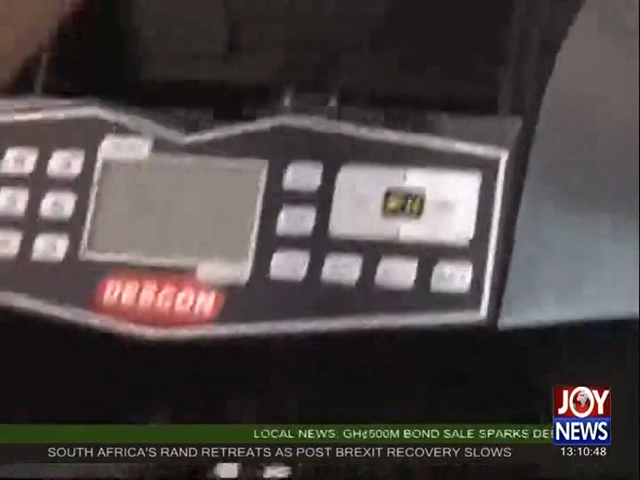 DEGCON
LOCAL NEWS: GH¢500M BOND SALE SPARKS DE
JOY
NEWS
SOUTH AFRICA'S RAND RETREATS AS POST BREXIT RECOVERY SLOWS
13:10:48